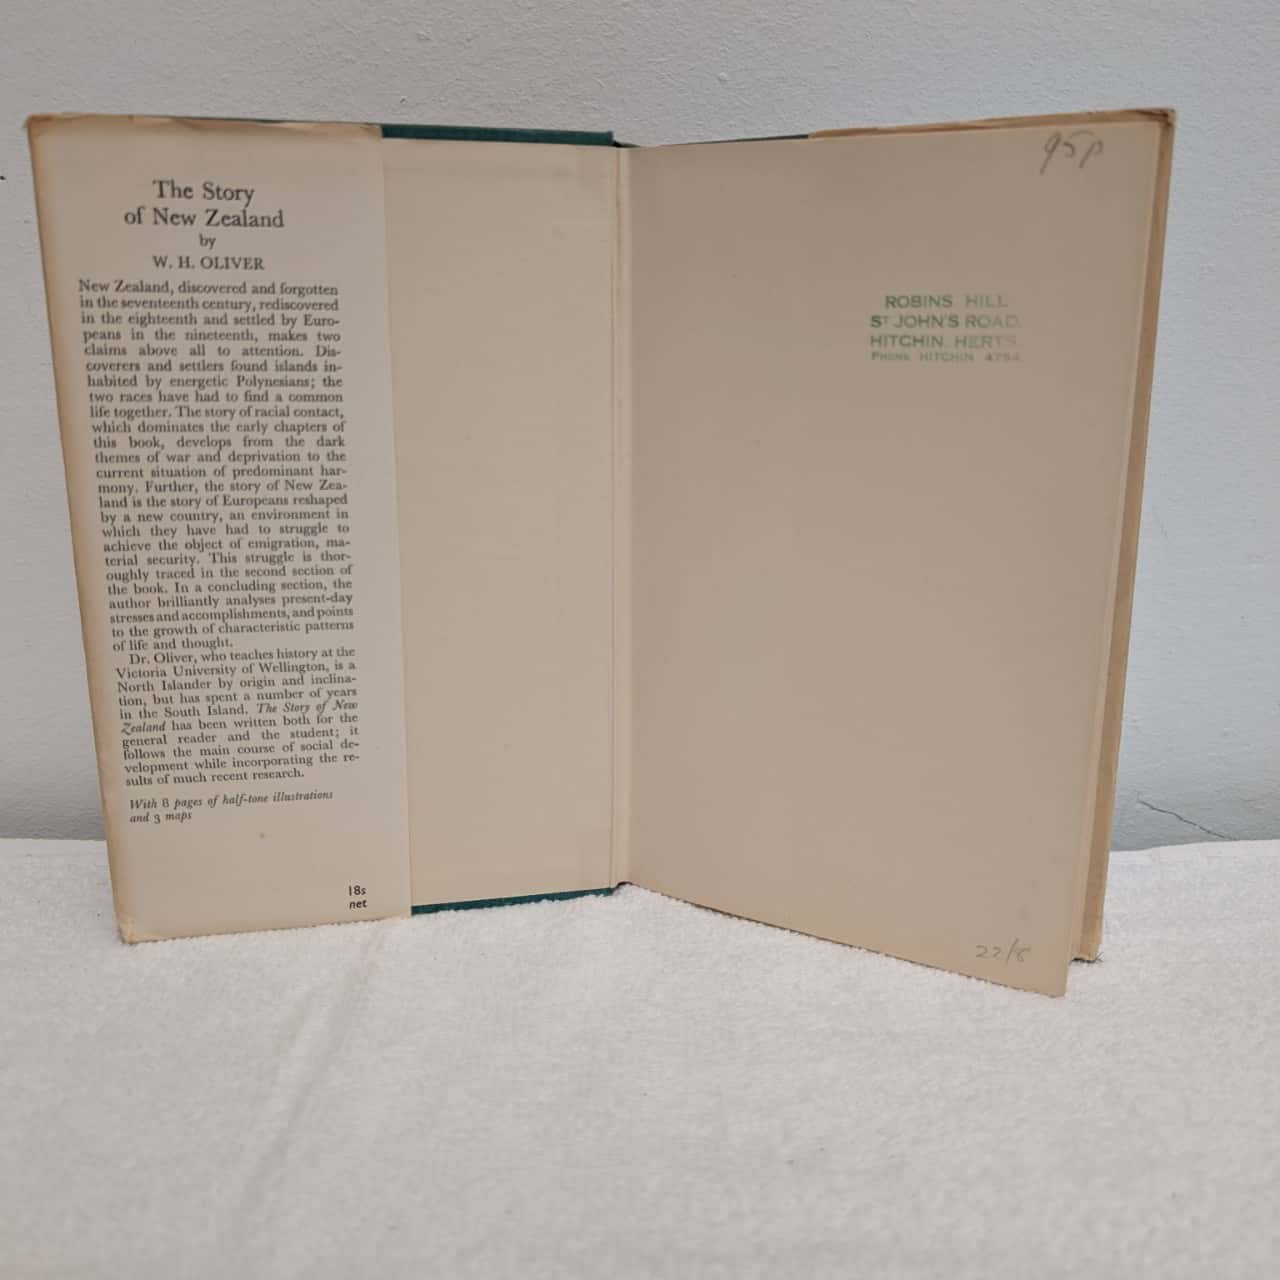 The Story
of New Zealand
by
W. H. OLIVER
New Zealand, discovered and forgotten
in the seventeenth century, rediscovered
in the eighteenth and settled by Euro-
peans in the nineteenth, makes two
claims above all to attention. Dis-
coverers and settlers found islands in-
habited by energetic Polynesians; the
two races have had to find a common
life together. The story of racial contact,
which dominates the early chapters of
this book, develops from the dark
themes of war and deprivation to the
current situation of predominant har-
mony. Further, the story of New Zea-
land is the story of Europeans reshaped
by a new country, an environment in
which they have had to struggle to
achieve the object of emigration, ma-
terial security. This struggle is thor-
oughly traced in the second section of
the book. In a concluding section, the
author brilliantly analyses present-day
stresses and accomplishments, and points
to the growth of characteristic patterns
of life and thought.
Dr. Oliver, who teaches history at the
Victoria University of Wellington, is a
North Islander by origin and inclina-
tion, but has spent a number of years
in the South Island. The Story of New
Zealand has been written both for the
general reader and the student; it
follows the main course of social de-
velopment while incorporating the re-
sults of much recent research.
With 8 pages of half-tone illustrations
and 3 maps
18s
net
95p
ROBINS HILL
ST JOHN'S ROAD.
HITCHIN. HERTS.
PHONE HITCHIN 4754
22/8